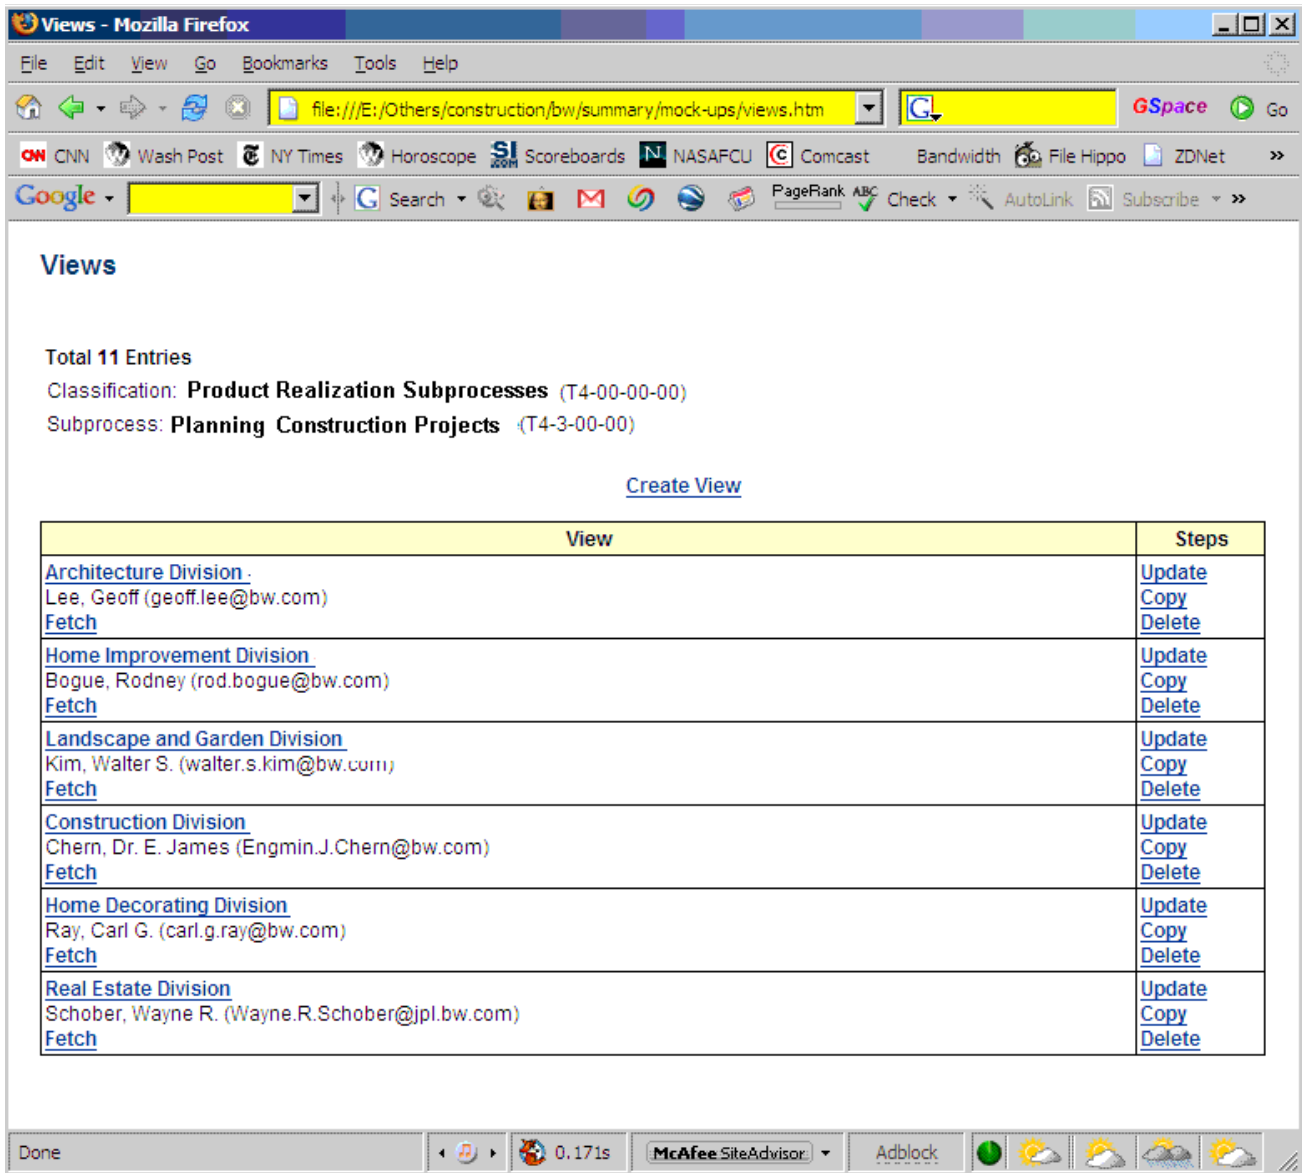 Views - Mozilla Firefox
File Edit View Go Bookmarks Tools Help
file:///E:/Others/construction/bw/summary/mock-ups/views.htm G GSpace Go
CNN CNN Wash Post NY Times Horoscope SI.COM Scoreboards N NASAFCU C Comcast Bandwidth File Hippo ZDNet »
Google G Search PageRank ABC Check AutoLink Subscribe »
Views
Total 11 Entries
Classification: Product Realization Subprocesses (T4-00-00-00)
Subprocess: Planning Construction Projects (T4-3-00-00)
Create View
View Steps
Architecture Division Update
Lee, Geoff (geoff.lee@bw.com) Copy
Fetch Delete
Home Improvement Division Update
Bogue, Rodney (rod.bogue@bw.com) Copy
Fetch Delete
Landscape and Garden Division Update
Kim, Walter S. (walter.s.kim@bw.com) Copy
Fetch Delete
Construction Division Update
Chern, Dr. E. James (Engmin.J.Chern@bw.com) Copy
Fetch Delete
Home Decorating Division Update
Ray, Carl G. (carl.g.ray@bw.com) Copy
Fetch Delete
Real Estate Division Update
Schober, Wayne R. (Wayne.R.Schober@jpl.bw.com) Copy
Fetch Delete
Done 0.171s McAfee SiteAdvisor Adblock